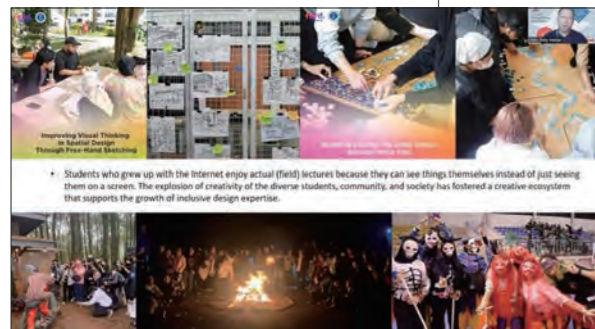 Improving Visual Thinking
in Spatial Design
Through Free-Hand Sketching
• Students who grew up with the Internet enjoy actual (field) lectures because they can see things themselves instead of just seeing
them on a screen. The explosion of creativity of the diverse students, community, and society has fostered a creative ecosystem
that supports the growth of inclusive design expertise.